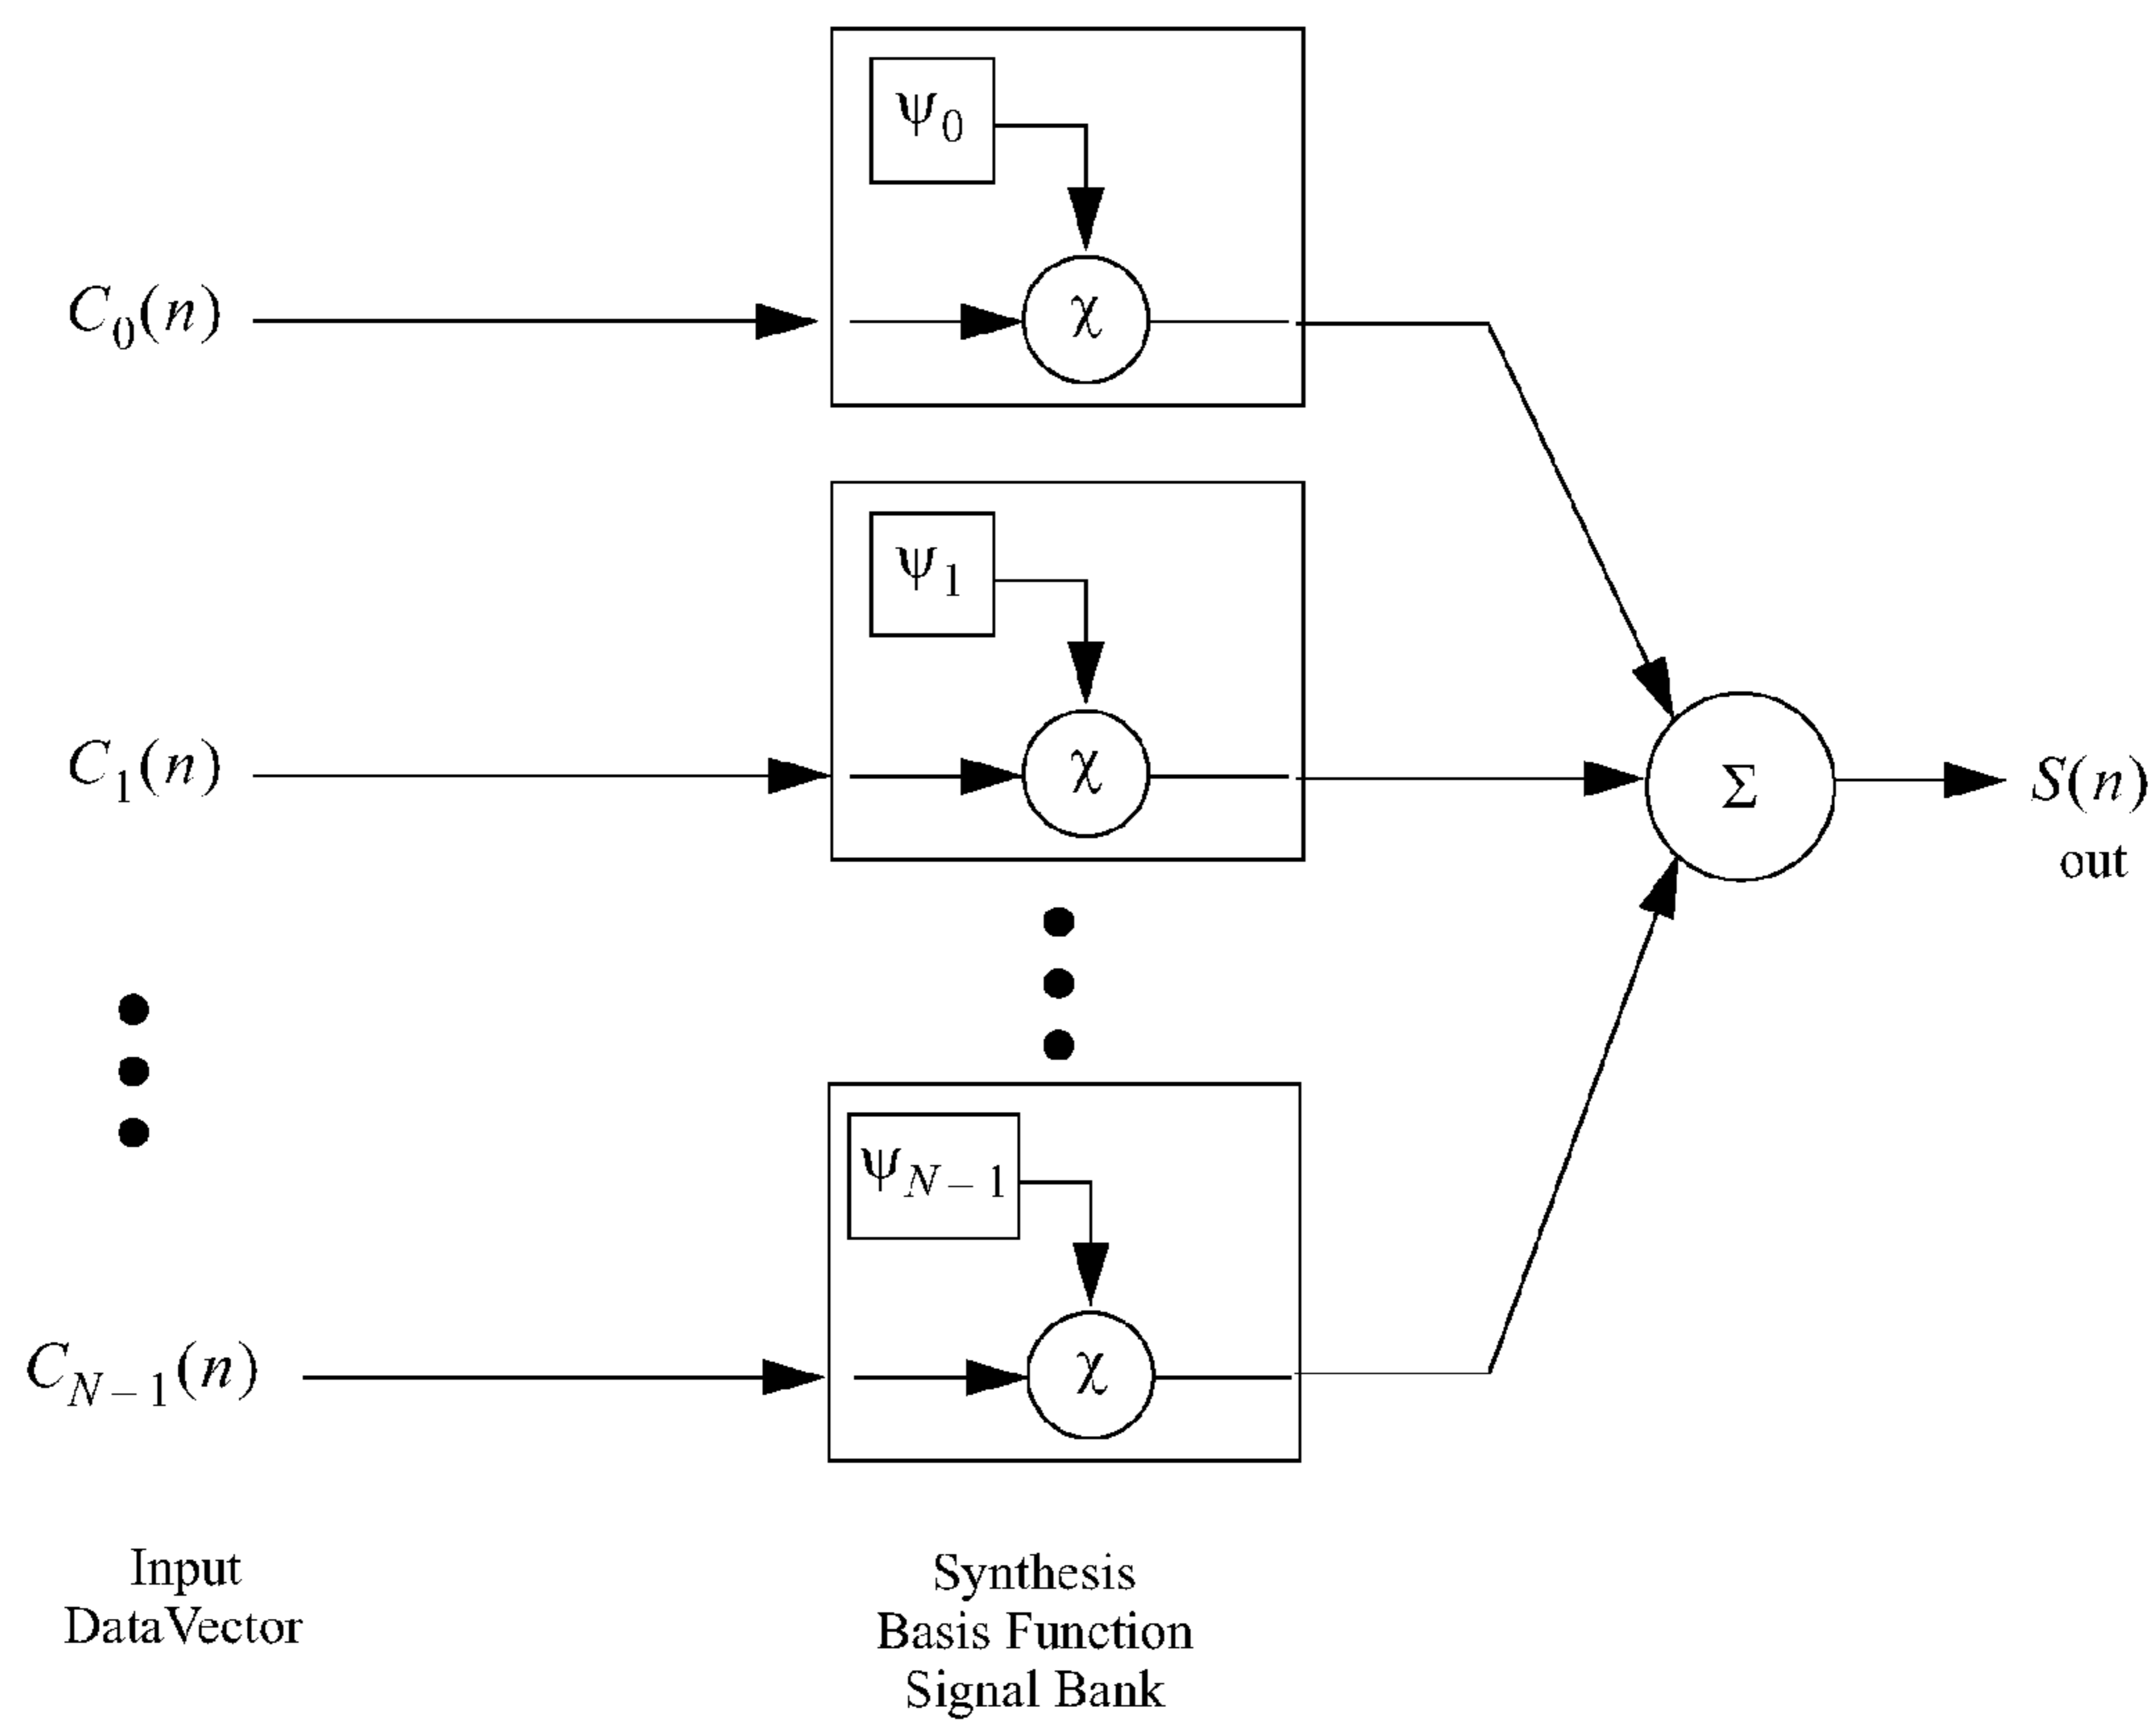 ψ0
C0(n)
χ
ψ1
C1(n)
χ
Σ
S(n)
out
ψN − 1
CN − 1(n)
χ
Input
DataVector
Synthesis
Basis Function
Signal Bank